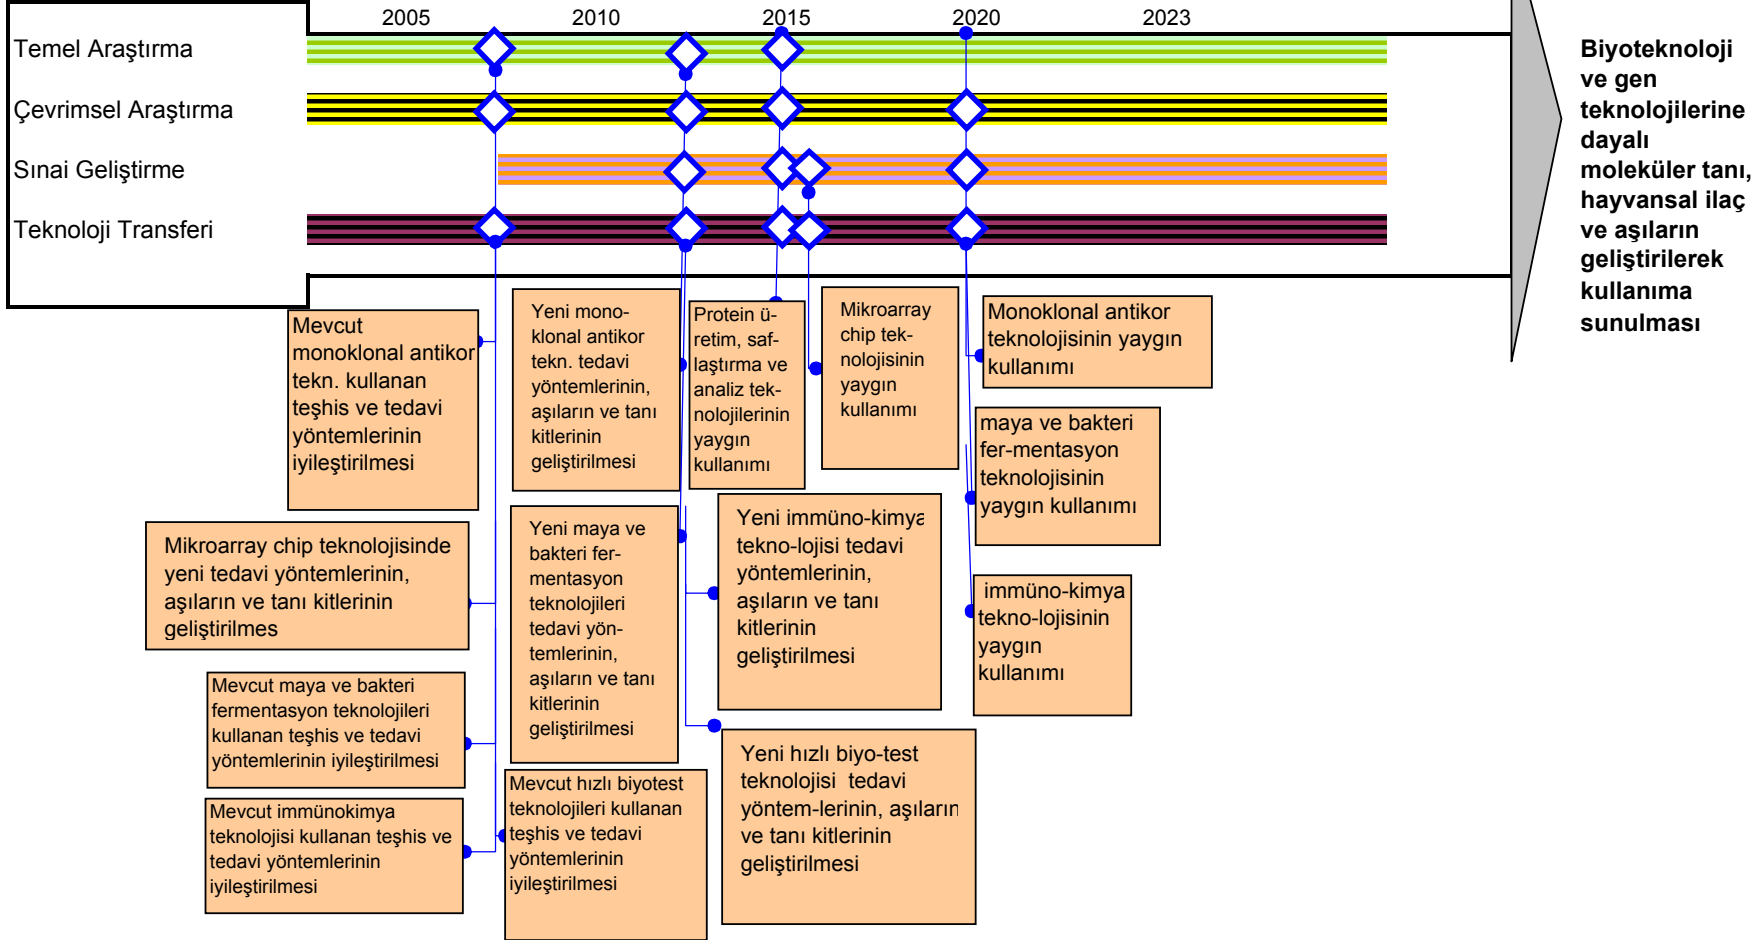 2005 2010 2015 2020 2023
Temel Araştırma
Çevrimsel Araştırma
Sınai Geliştirme
Teknoloji Transferi
Biyoteknoloji
ve gen
teknolojilerine
dayalı
moleküler tanı,
hayvansal ilaç
ve aşıların
geliştirilerek
kullanıma
sunulması
Mevcut
monoklonal antikor
tekn. kullanan
teşhis ve tedavi
yöntemlerinin
iyileştirilmesi
Yeni mono-
klonal antikor
tekn. tedavi
yöntemlerinin,
aşıların ve tanı
kitlerinin
geliştirilmesi
Protein ü-
retim, saf-
laştırma ve
analiz tek-
nolojilerinin
yaygın
kullanımı
Mikroarray
chip tek-
nolojisinin
yaygın
kullanımı
Monoklonal antikor
teknolojisinin yaygın
kullanımı
maya ve bakteri
fer-mentasyon
teknolojisinin
yaygın kullanımı
Mikroarray chip teknolojisinde
yeni tedavi yöntemlerinin,
aşıların ve tanı kitlerinin
geliştirilmes
Yeni maya ve
bakteri fer-
mentasyon
teknolojileri
tedavi yön-
temlerinin,
aşıların ve tanı
kitlerinin
geliştirilmesi
Yeni immüno-kimya
tekno-lojisi tedavi
yöntemlerinin,
aşıların ve tanı
kitlerinin
geliştirilmesi
immüno-kimya
tekno-lojisinin
yaygın
kullanımı
Mevcut maya ve bakteri
fermentasyon teknolojileri
kullanan teşhis ve tedavi
yöntemlerinin iyileştirilmesi
Mevcut immünokimya
teknolojisi kullanan teşhis ve
tedavi yöntemlerinin
iyileştirilmesi
Mevcut hızlı biyotest
teknolojileri kullanan
teşhis ve tedavi
yöntemlerinin
iyileştirilmesi
Yeni hızlı biyo-test
teknolojisi  tedavi
yöntem-lerinin, aşıların
ve tanı kitlerinin
geliştirilmesi